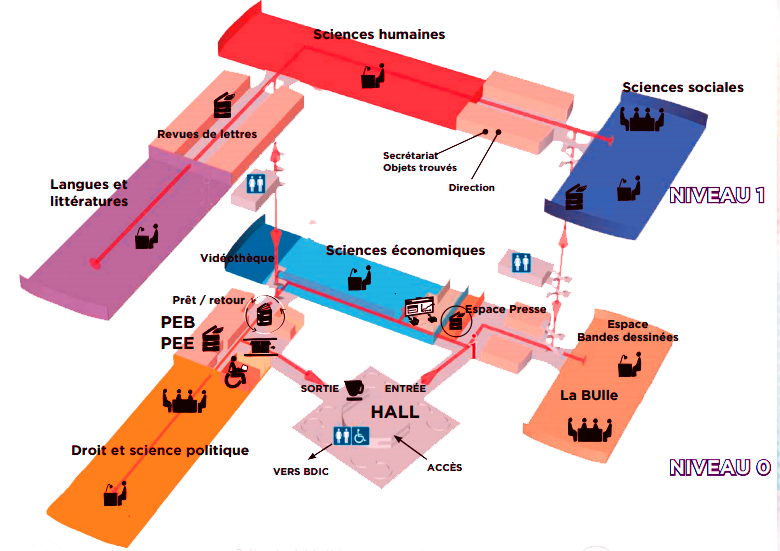 Sciences humaines
Sciences sociales
Revues de lettres
Secrétariat
Objets trouvés
Direction
Langues et
littératures
NIVEAU 1
Vidéothèque
Sciences économiques
Prêt / retour
Espace Presse
PEB
PEE
Espace
Bandes dessinées
SORTIE
ENTRÉE
La BUlle
HALL
Droit et science politique
VERS BDIC
ACCÈS
NIVEAU 0